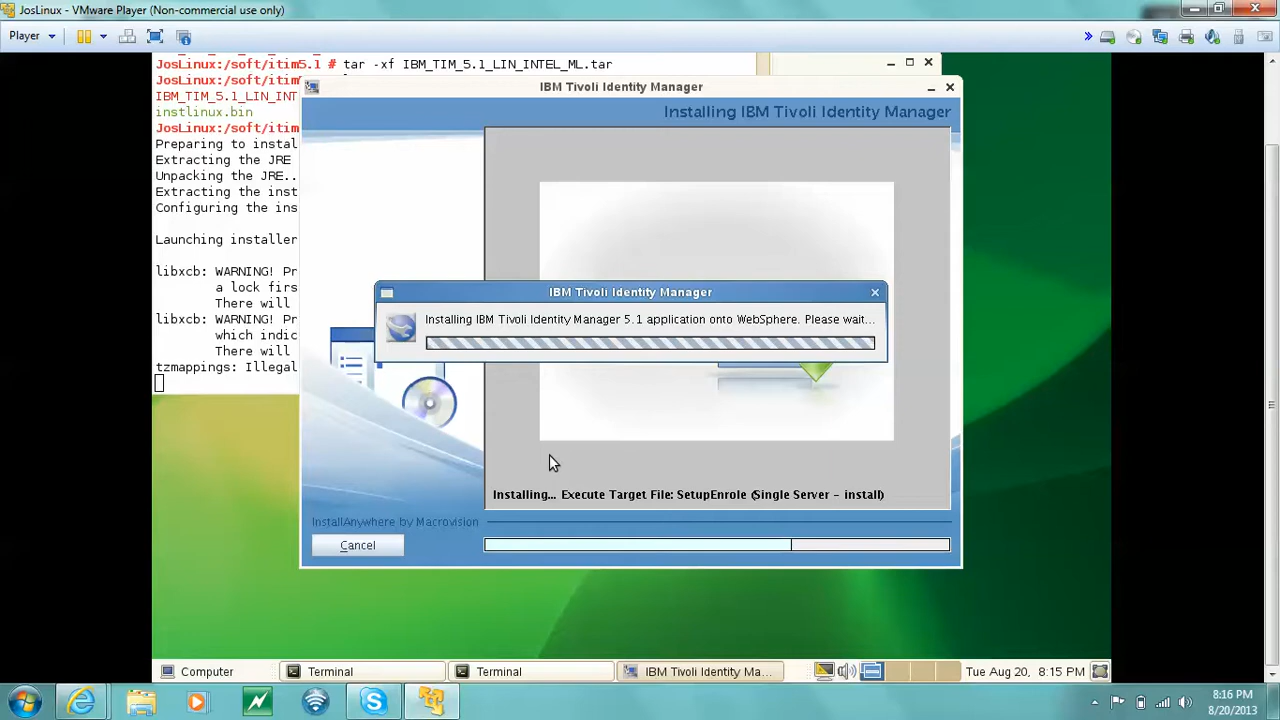 JosLinux - VMware Player (Non-commercial use only)
Player
JosLinux:/soft/itim5.1 # tar -xf IBM_TIM_5.1_LIN_INTEL_ML.tar
JosLinux:/soft/itim
IBM_TIM_5.1_LIN_INT
instlinux.bin
JosLinux:/soft/itim
Preparing to instal
Extracting the JRE
Unpacking the JRE..
Extracting the inst
Configuring the ins
Launching installer
libxcb: WARNING! Pr
a lock firs
There will
libxcb: WARNING! Pr
which indic
There will
tzmappings: Illegal
IBM Tivoli Identity Manager
Installing IBM Tivoli Identity Manager
IBM Tivoli Identity Manager
Installing IBM Tivoli Identity Manager 5.1 application onto WebSphere. Please wait...
Installing... Execute Target File: SetupEnrole (Single Server - install)
InstallAnywhere by Macrovision
Cancel
Computer
Terminal
Terminal
IBM Tivoli Identity Ma...
Tue Aug 20, 8:15 PM
8:16 PM
8/20/2013